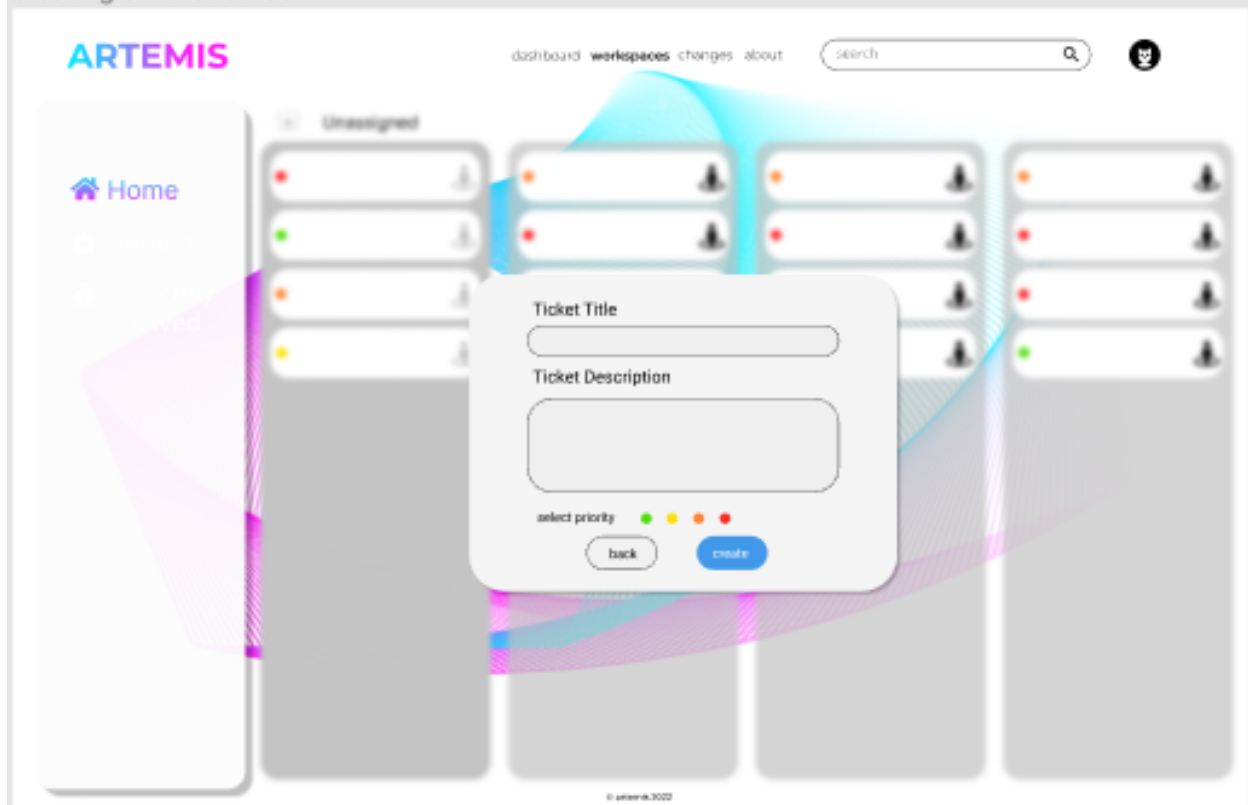 ARTEMIS
dashboard workspaces changes about
search
Unassigned
Home
Ticket Title
Ticket Description
select priority
back
create
© artemis 2022